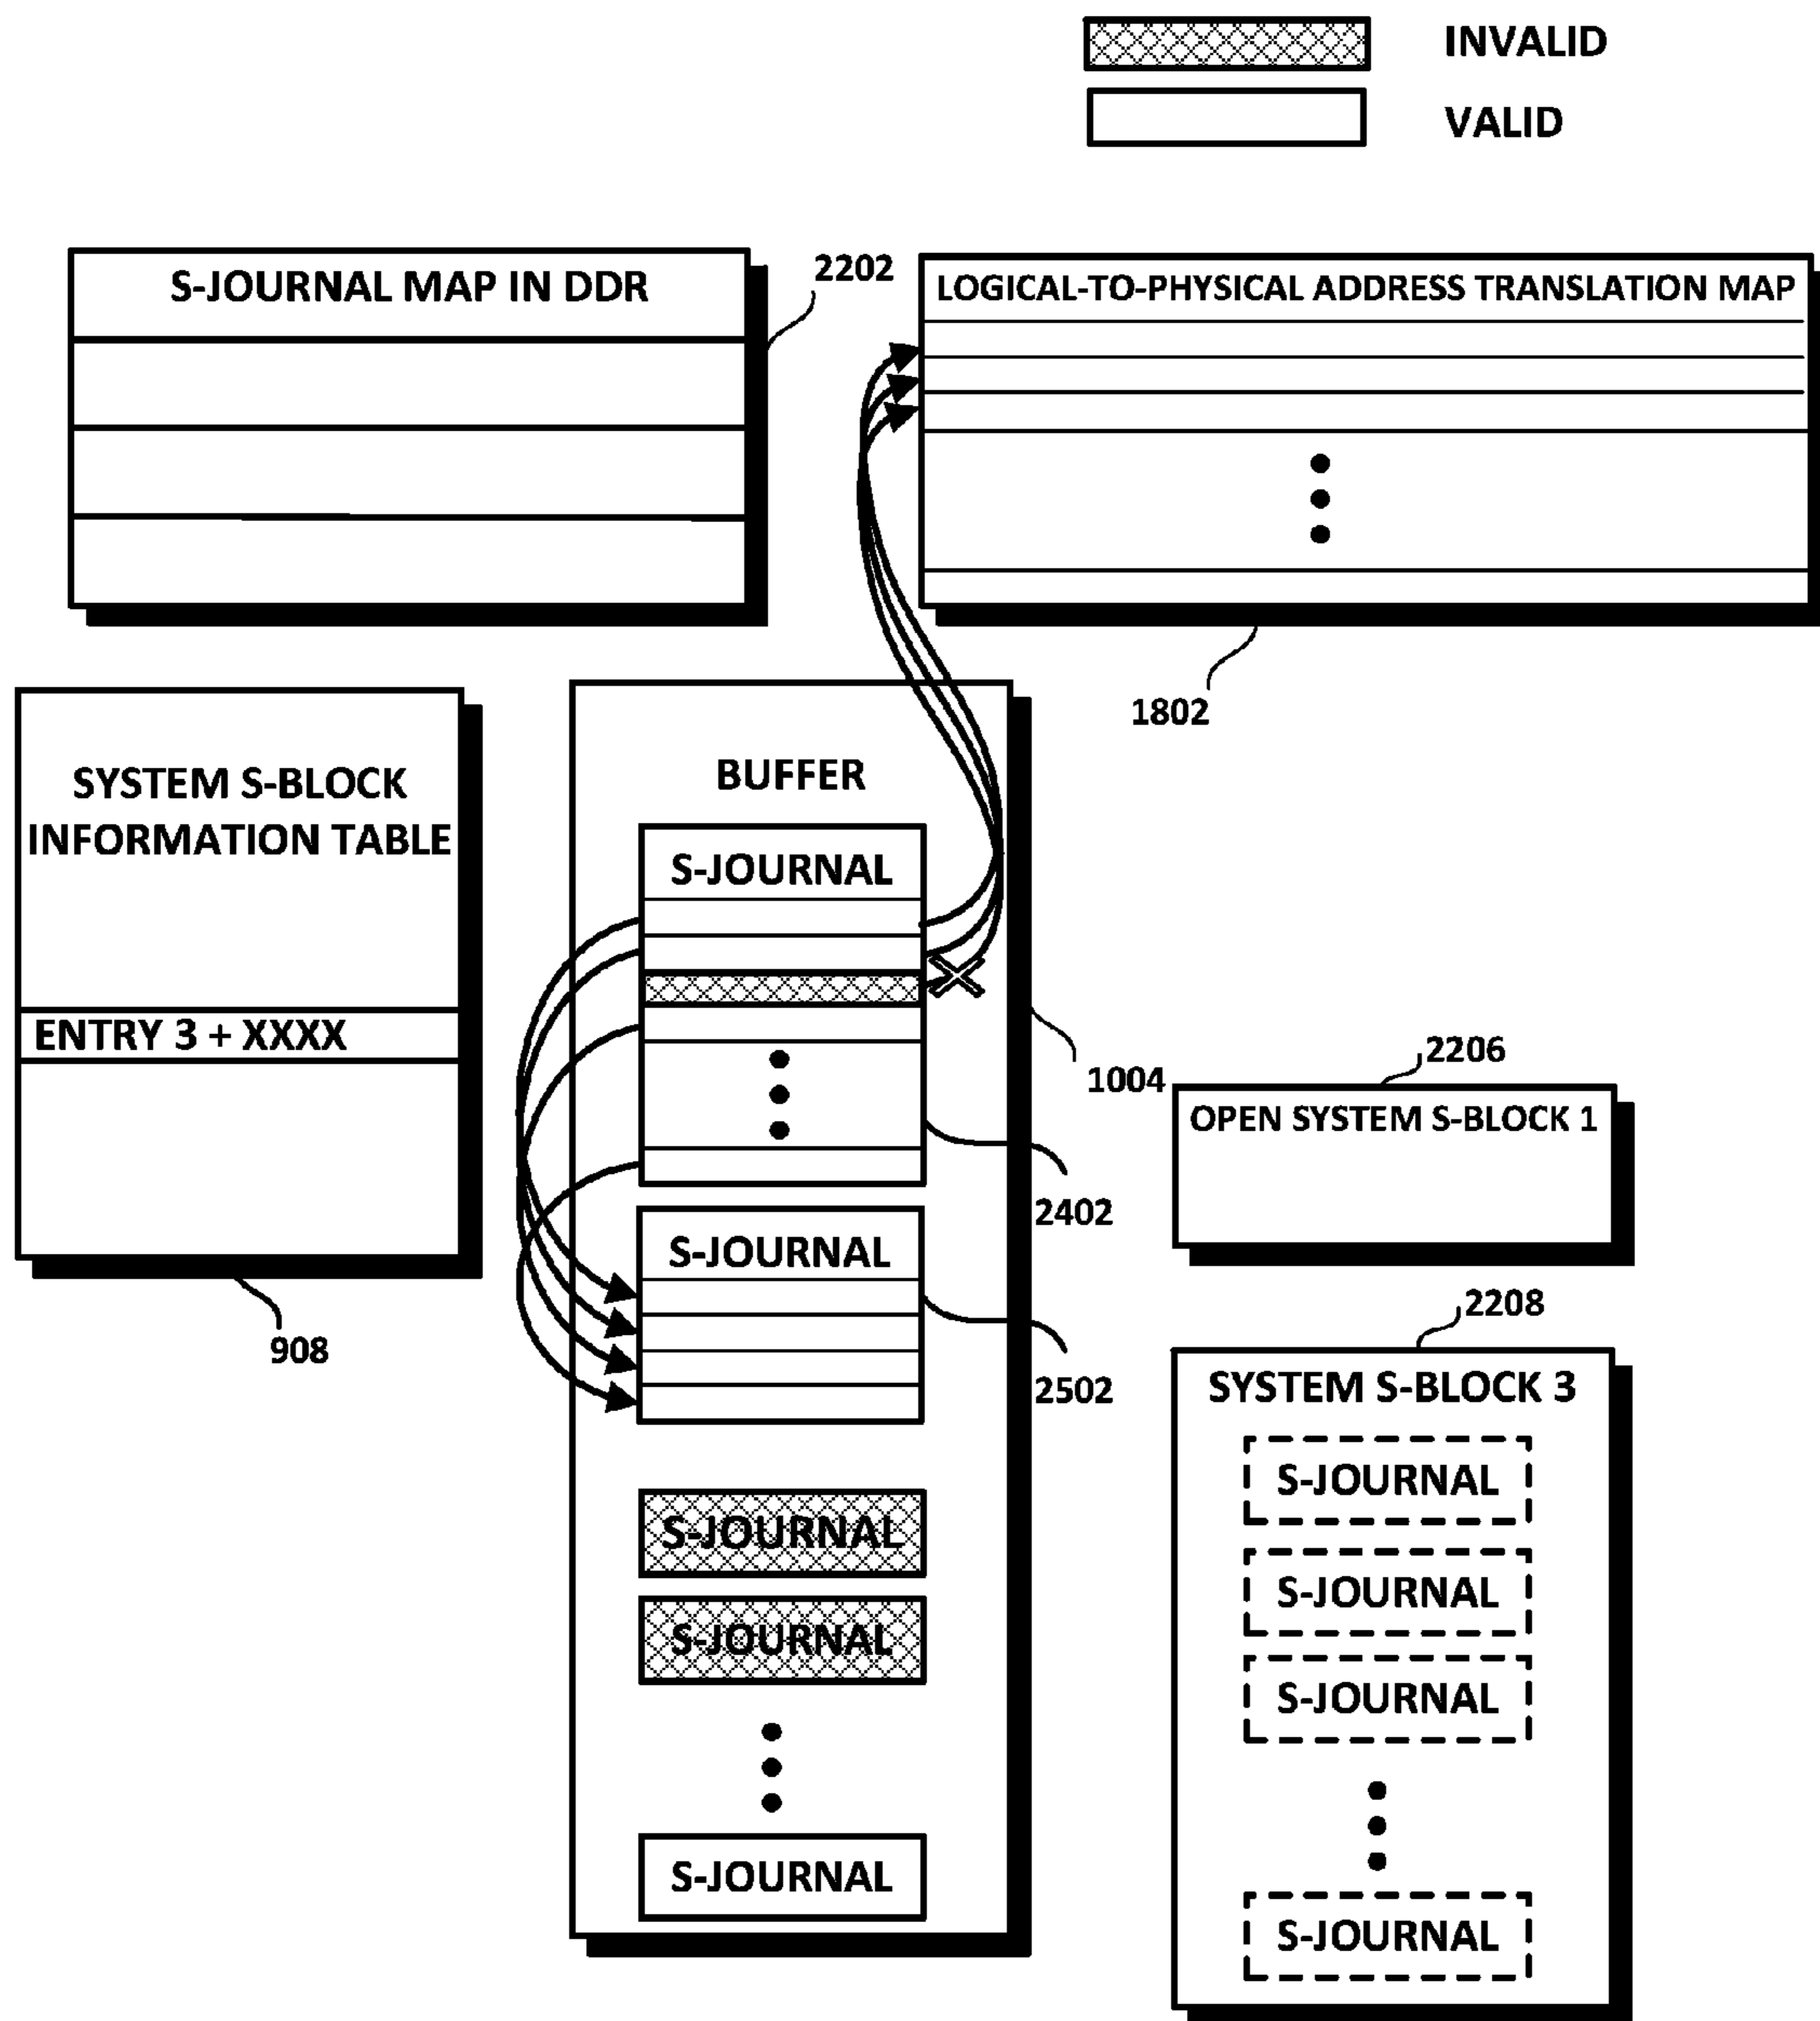 INVALID
VALID
S-JOURNAL MAP IN DDR
2202
LOGICAL-TO-PHYSICAL ADDRESS TRANSLATION MAP
1802
SYSTEM S-BLOCK
INFORMATION TABLE
ENTRY 3 + XXXX
908
BUFFER
S-JOURNAL
1004
2402
S-JOURNAL
2502
S-JOURNAL
S-JOURNAL
S-JOURNAL
2206
OPEN SYSTEM S-BLOCK 1
2208
SYSTEM S-BLOCK 3
S-JOURNAL
S-JOURNAL
S-JOURNAL
S-JOURNAL